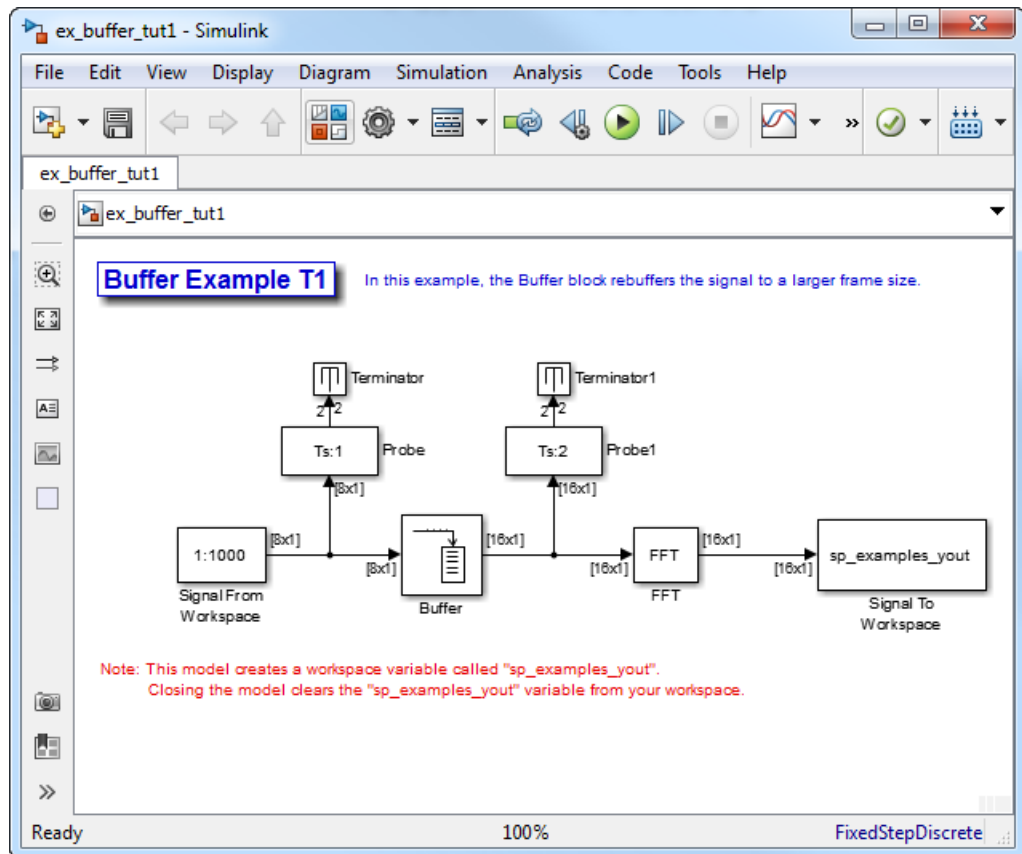 ex_buffer_tut1 - Simulink
File Edit View Display Diagram Simulation Analysis Code Tools Help
»
ex_buffer_tut1
ex_buffer_tut1
Buffer Example T1
In this example, the Buffer block rebuffers the signal to a larger frame size.
Terminator
Terminator1
2 2
2 2
Ts:1
Probe
Ts:2
Probe1
[8x1]
[16x1]
1:1000
[8x1]
[8x1]
[16x1]
[16x1]
FFT
[16x1]
[16x1]
sp_examples_yout
Signal From
Workspace
Buffer
FFT
Signal To
Workspace
Note: This model creates a workspace variable called "sp_examples_yout".
Closing the model clears the "sp_examples_yout" variable from your workspace.
»
Ready 100% FixedStepDiscrete